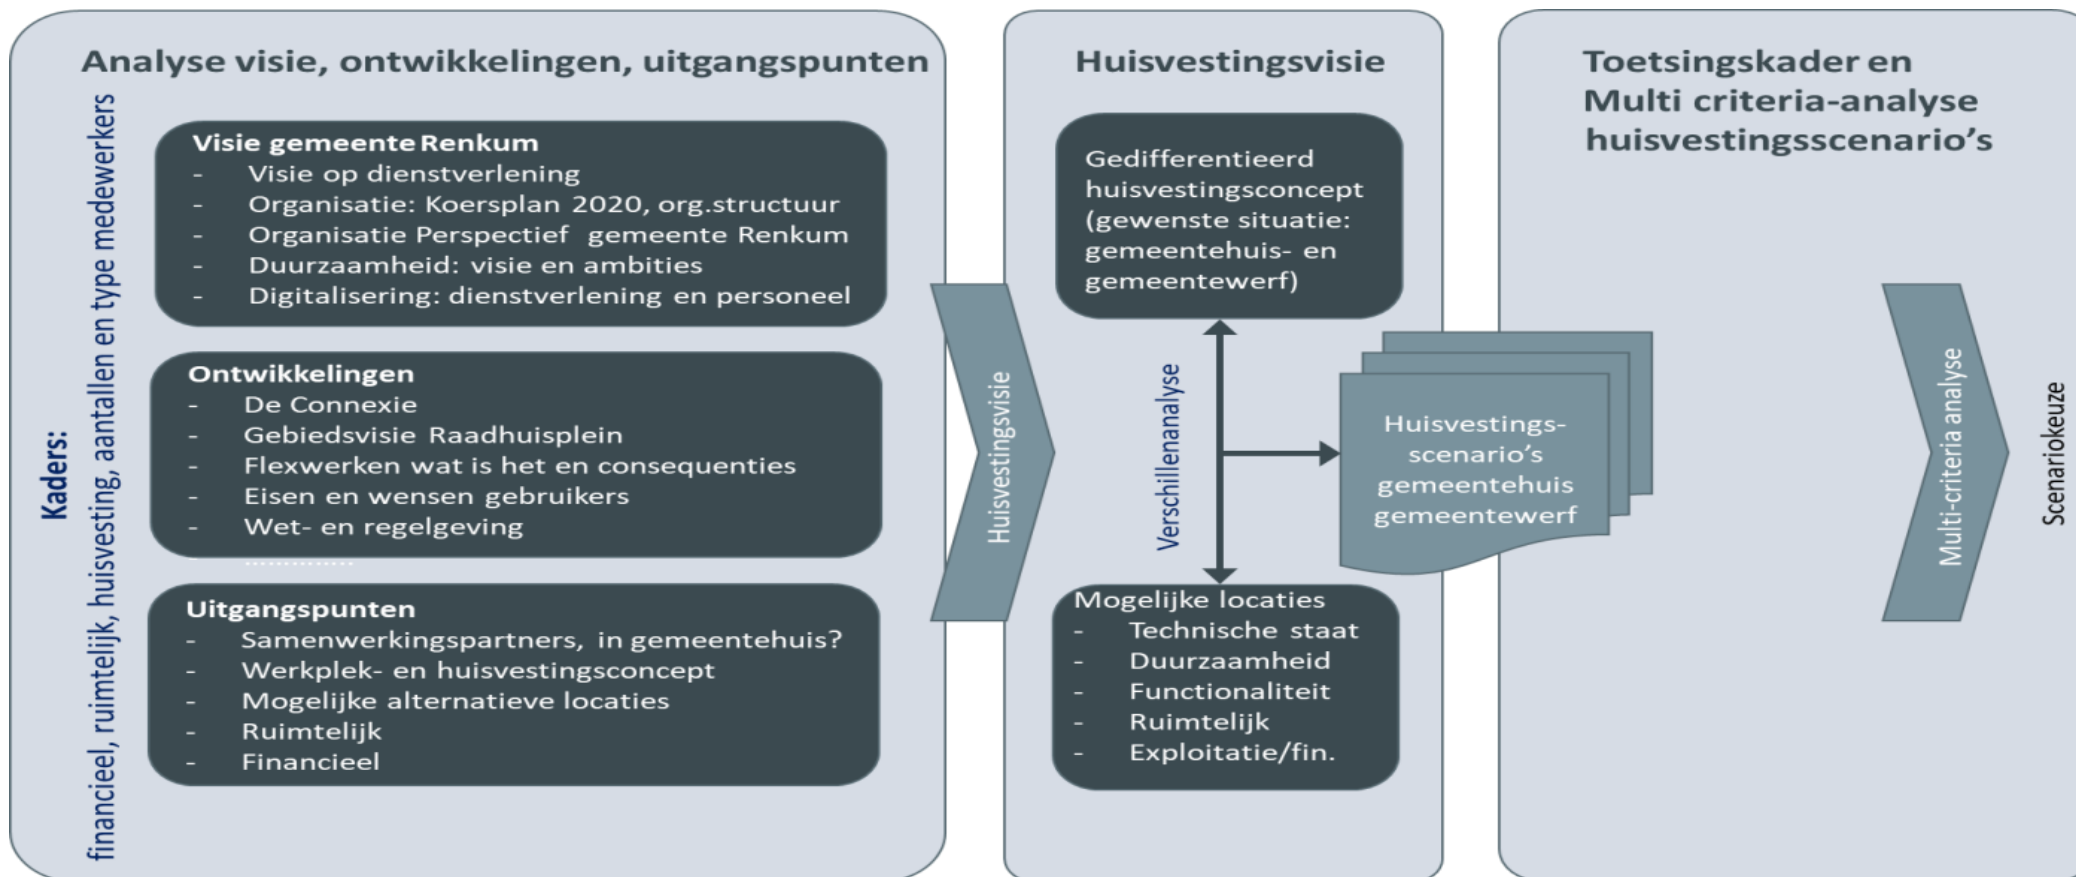 Analyse visie, ontwikkelingen, uitgangspunten
Kaders:
financieel, ruimtelijk, huisvesting, aantallen en type medewerkers
Visie gemeente Renkum
- Visie op dienstverlening
- Organisatie: Koersplan 2020, org.structuur
- Organisatie Perspectief gemeente Renkum
- Duurzaamheid: visie en ambities
- Digitalisering: dienstverlening en personeel
Ontwikkelingen
- De Connexie
- Gebiedsvisie Raadhuisplein
- Flexwerken wat is het en consequenties
- Eisen en wensen gebruikers
- Wet- en regelgeving
- ..............
Uitgangspunten
- Samenwerkingspartners, in gemeentehuis?
- Werkplek- en huisvestingsconcept
- Mogelijke alternatieve locaties
- Ruimtelijk
- Financieel
Huisvestingsvisie
Huisvestingsvisie
Gedifferentieerd
huisvestingsconcept
(gewenste situatie:
gemeentehuis- en
gemeentewerf)
Verschillenanalyse
Huisvestings-
scenario's
gemeentehuis
gemeentewerf
Mogelijke locaties
- Technische staat
- Duurzaamheid
- Functionaliteit
- Ruimtelijk
- Exploitatie/fin.
Toetsingskader en
Multi criteria-analyse
huisvestingsscenario's
Multi-criteria analyse
Scenariokeuze